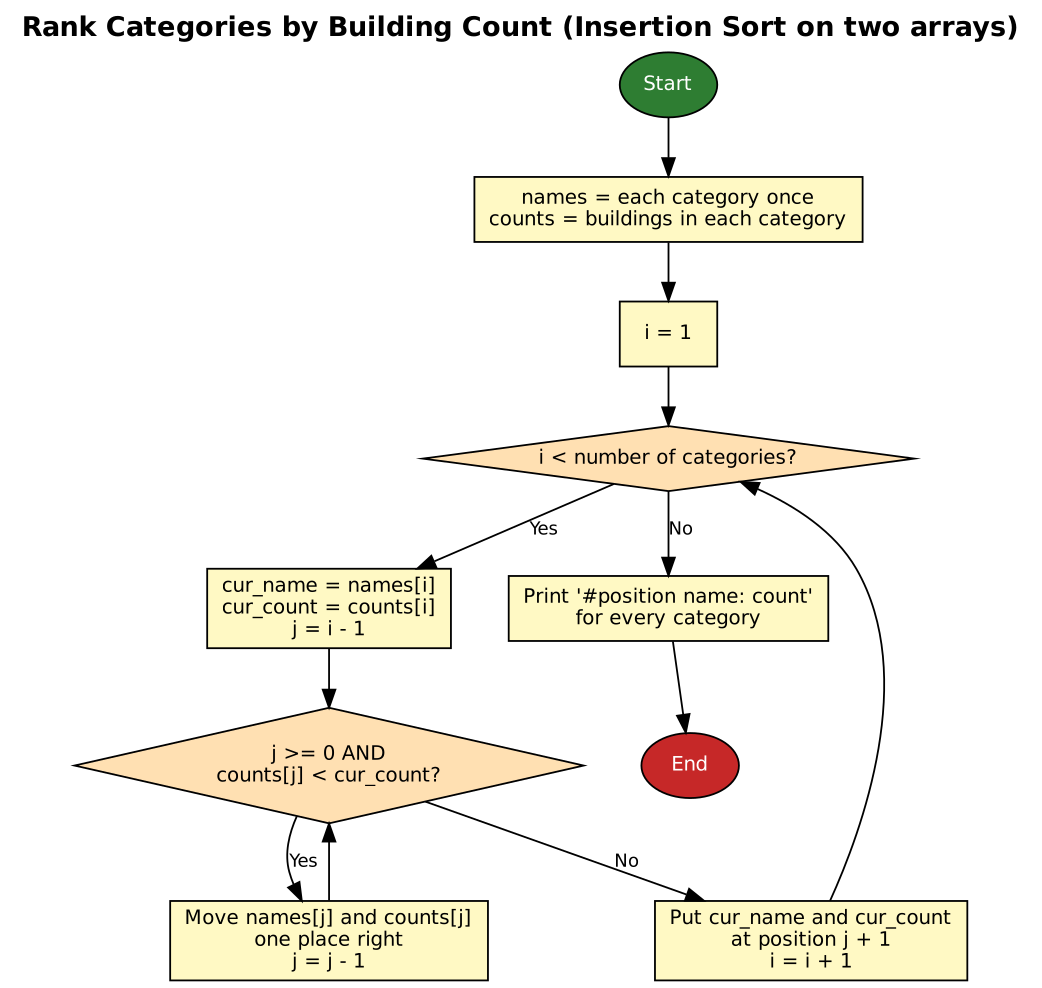 Rank Categories by Building Count (Insertion Sort on two arrays)
Start
names = each category once
counts = buildings in each category
i = 1
i < number of categories?
Yes
No
cur_name = names[i]
cur_count = counts[i]
j = i - 1
Print '#position name: count'
for every category
j >= 0 AND
counts[j] < cur_count?
End
Yes
No
Move names[j] and counts[j]
one place right
j = j - 1
Put cur_name and cur_count
at position j + 1
i = i + 1